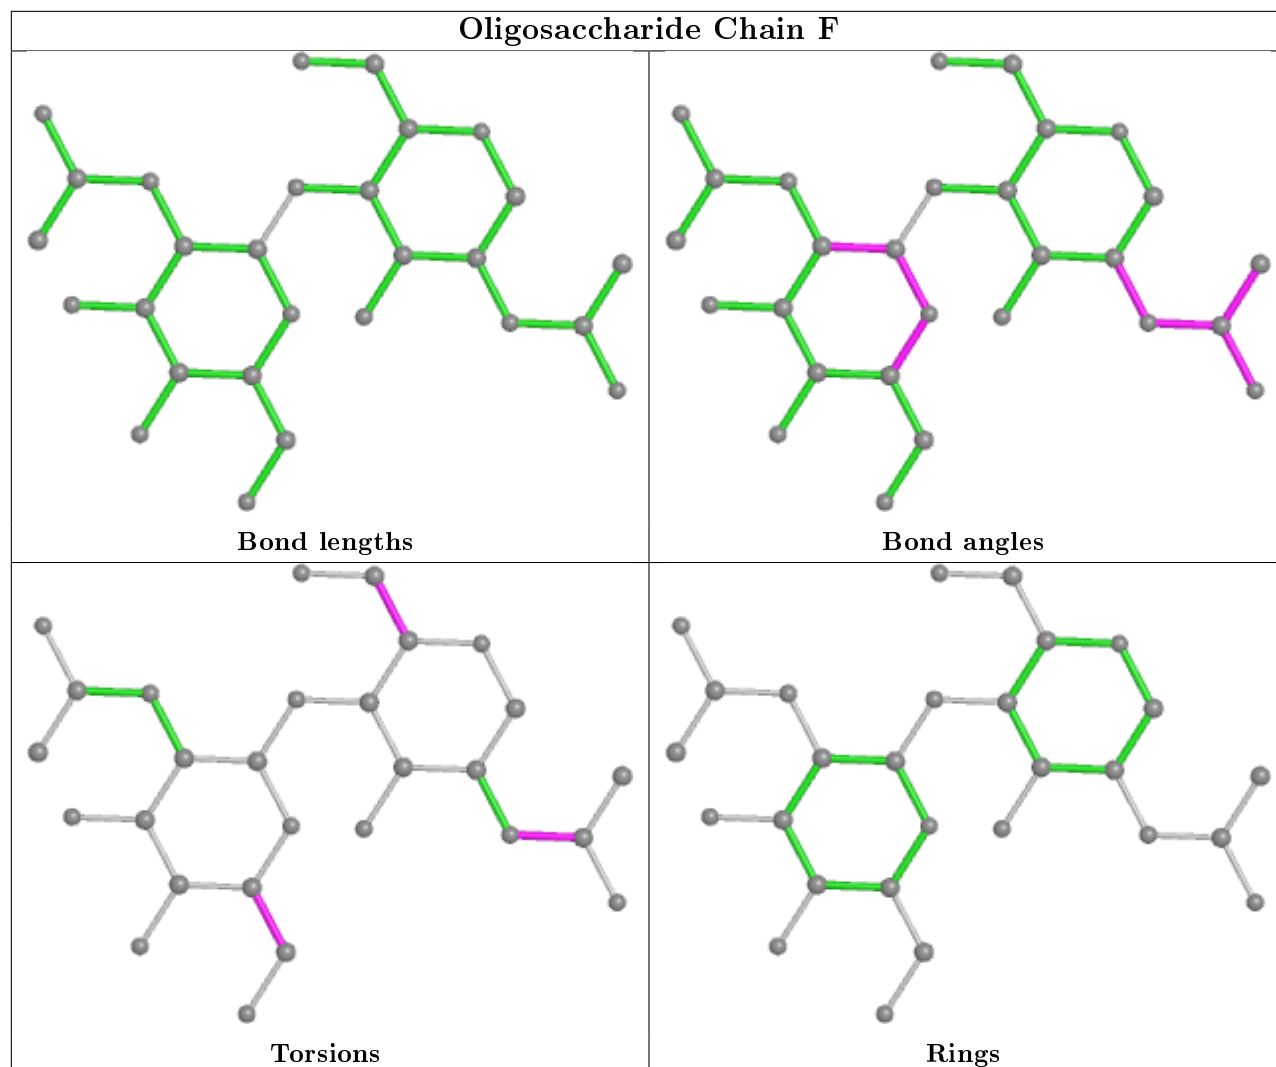 Oligosaccharide Chain F
Bond lengths
Bond angles
Torsions
Rings